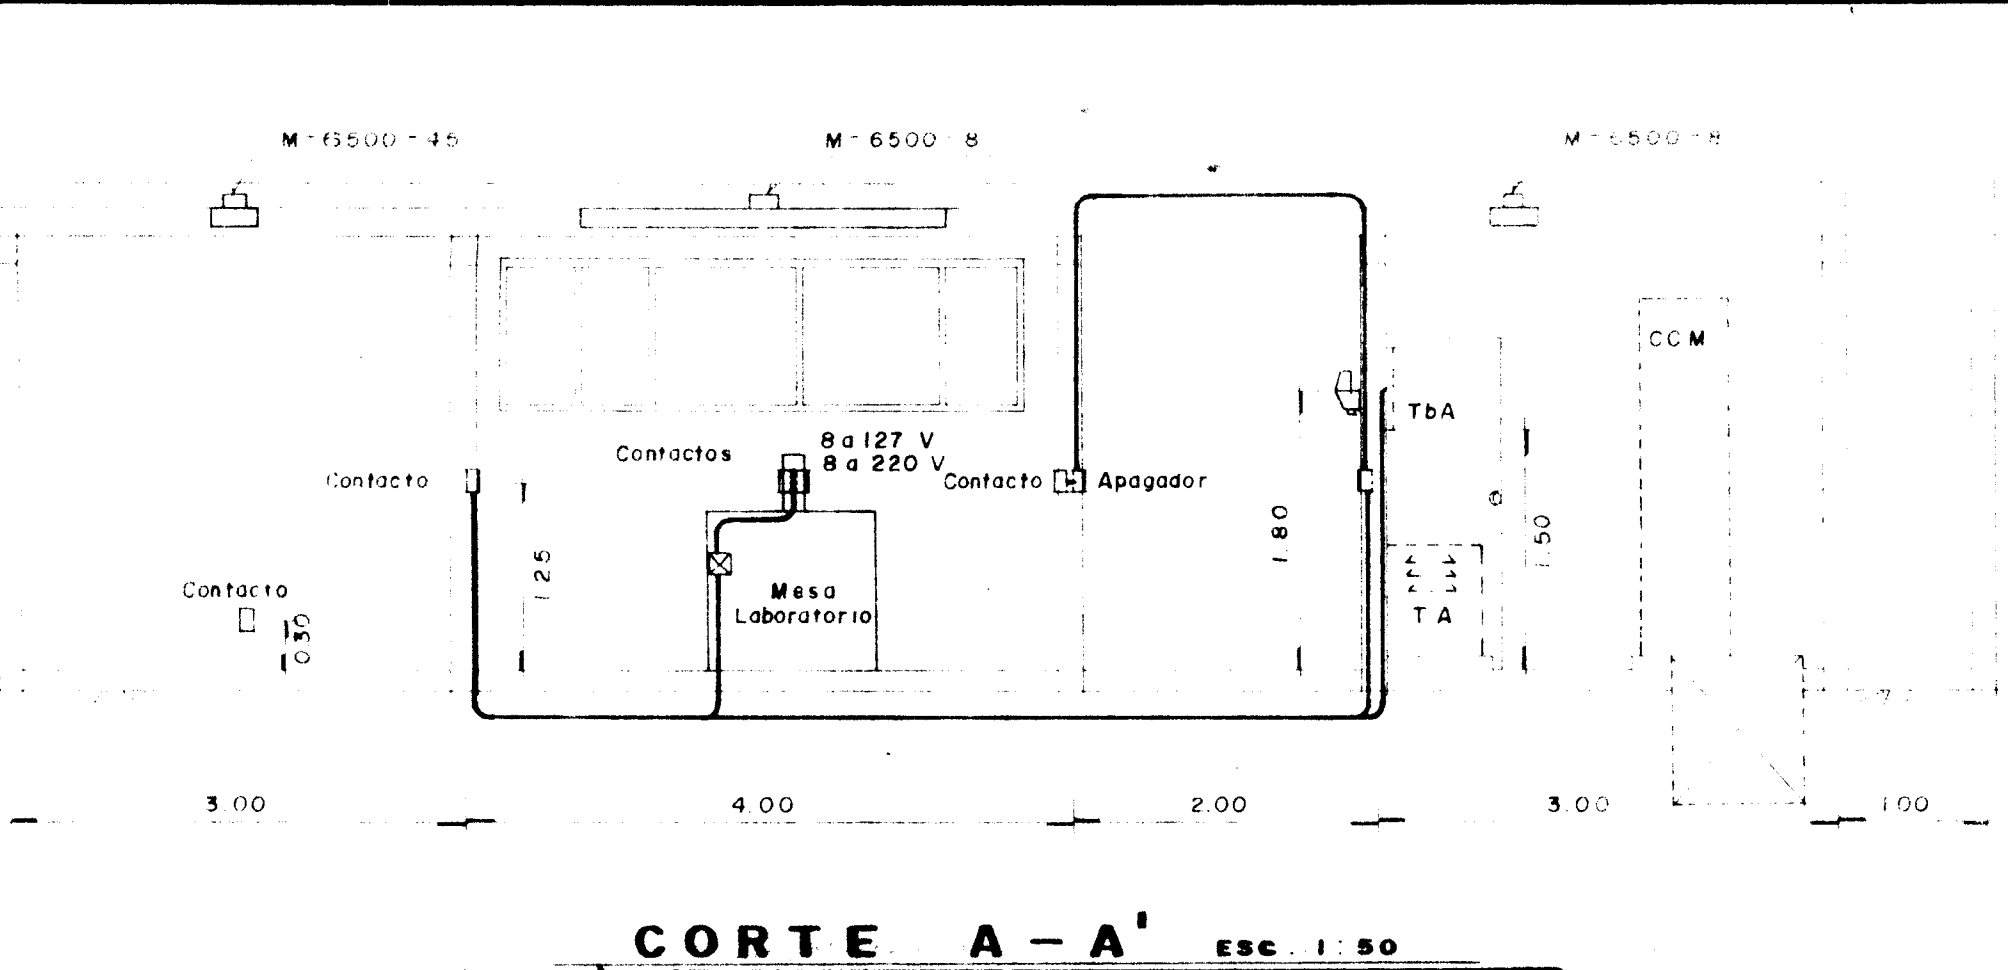 M-6500-45
M-6500-8
M-6500-8
CCM
TbA
8 a 127 V
8 a 220 V
Contactos
Contacto
Contacto
Apagador
1.25
1.80
1.50
Contacto
0.30
Mesa
Laboratorio
TA
3.00
4.00
2.00
3.00
1.00
CORTE A-A' ESC. 1:50